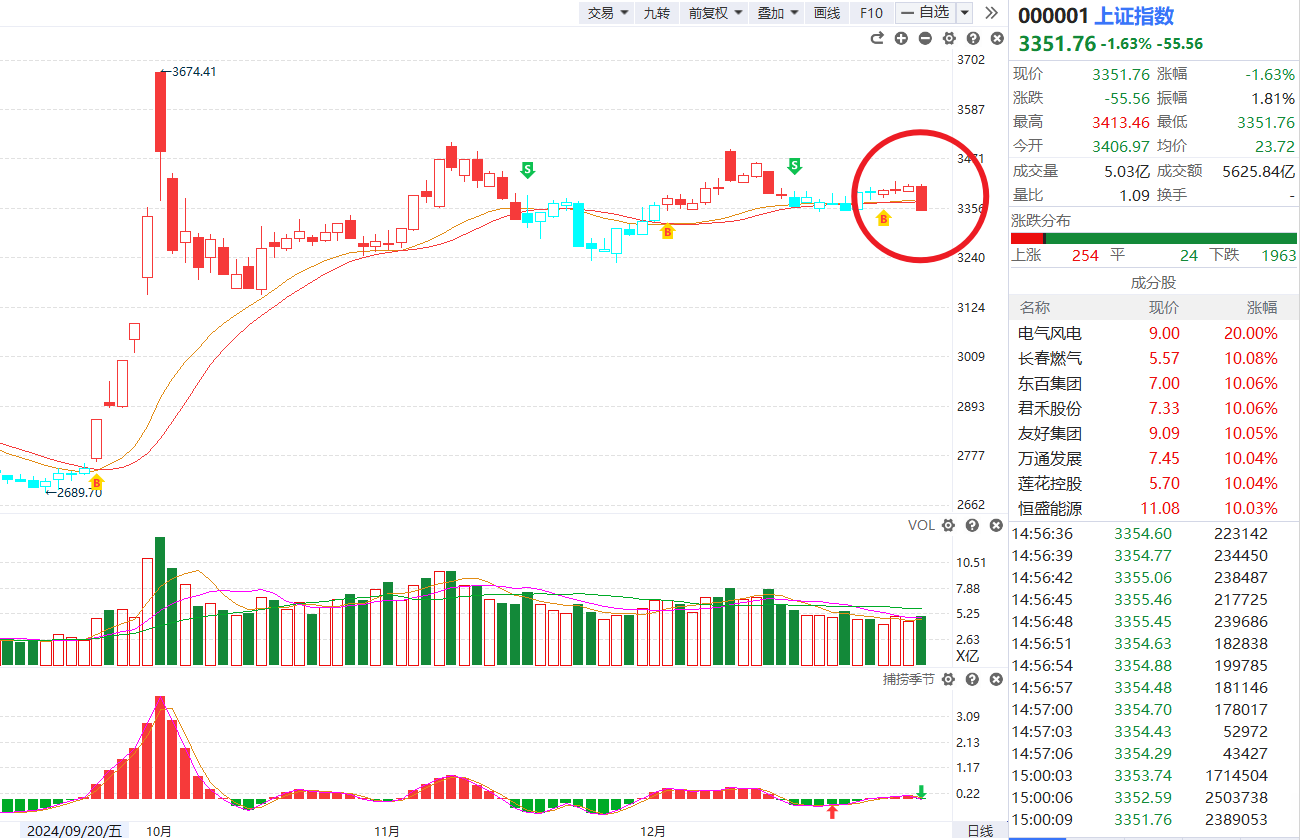 交易 九转 前复权 叠加 画线 F10 一 自选
000001 上证指数
3351.76 -1.63% -55.56
现价 3351.76 涨幅 -1.63%
涨跌 -55.56 振幅 1.81%
最高 3413.46 最低 3351.76
今开 3406.97 均价 23.72
成交量 5.03亿 成交额 5625.84亿
量比 1.09 换手 -
涨跌分布
上涨 254 平 24 下跌 1963
成分股
名称 现价 涨幅
电气风电 9.00 20.00%
长春燃气 5.57 10.08%
东百集团 7.00 10.06%
君禾股份 7.33 10.06%
友好集团 9.09 10.05%
万通发展 7.45 10.04%
莲花控股 5.70 10.04%
恒盛能源 11.08 10.03%
14:56:36 3354.60 223142
14:56:39 3354.77 234450
14:56:42 3355.06 238487
14:56:45 3355.46 217725
14:56:48 3355.45 239686
14:56:51 3354.63 182838
14:56:54 3354.88 199785
14:56:57 3354.48 181146
14:57:00 3354.70 178017
14:57:03 3354.43 52972
14:57:06 3354.29 43427
15:00:03 3353.74 1714504
15:00:06 3352.59 2503738
15:00:09 3351.76 2389053
3702
←3674.41
3587
3471
S S
3356
B B
3240
3124
3009
2893
2777
B
←2689.70
2662
VOL
10.51
7.88
5.25
2.63
X亿
捕捞季节
3.09
2.13
1.17
0.22
2024/09/20/五 10月 11月 12月 日线